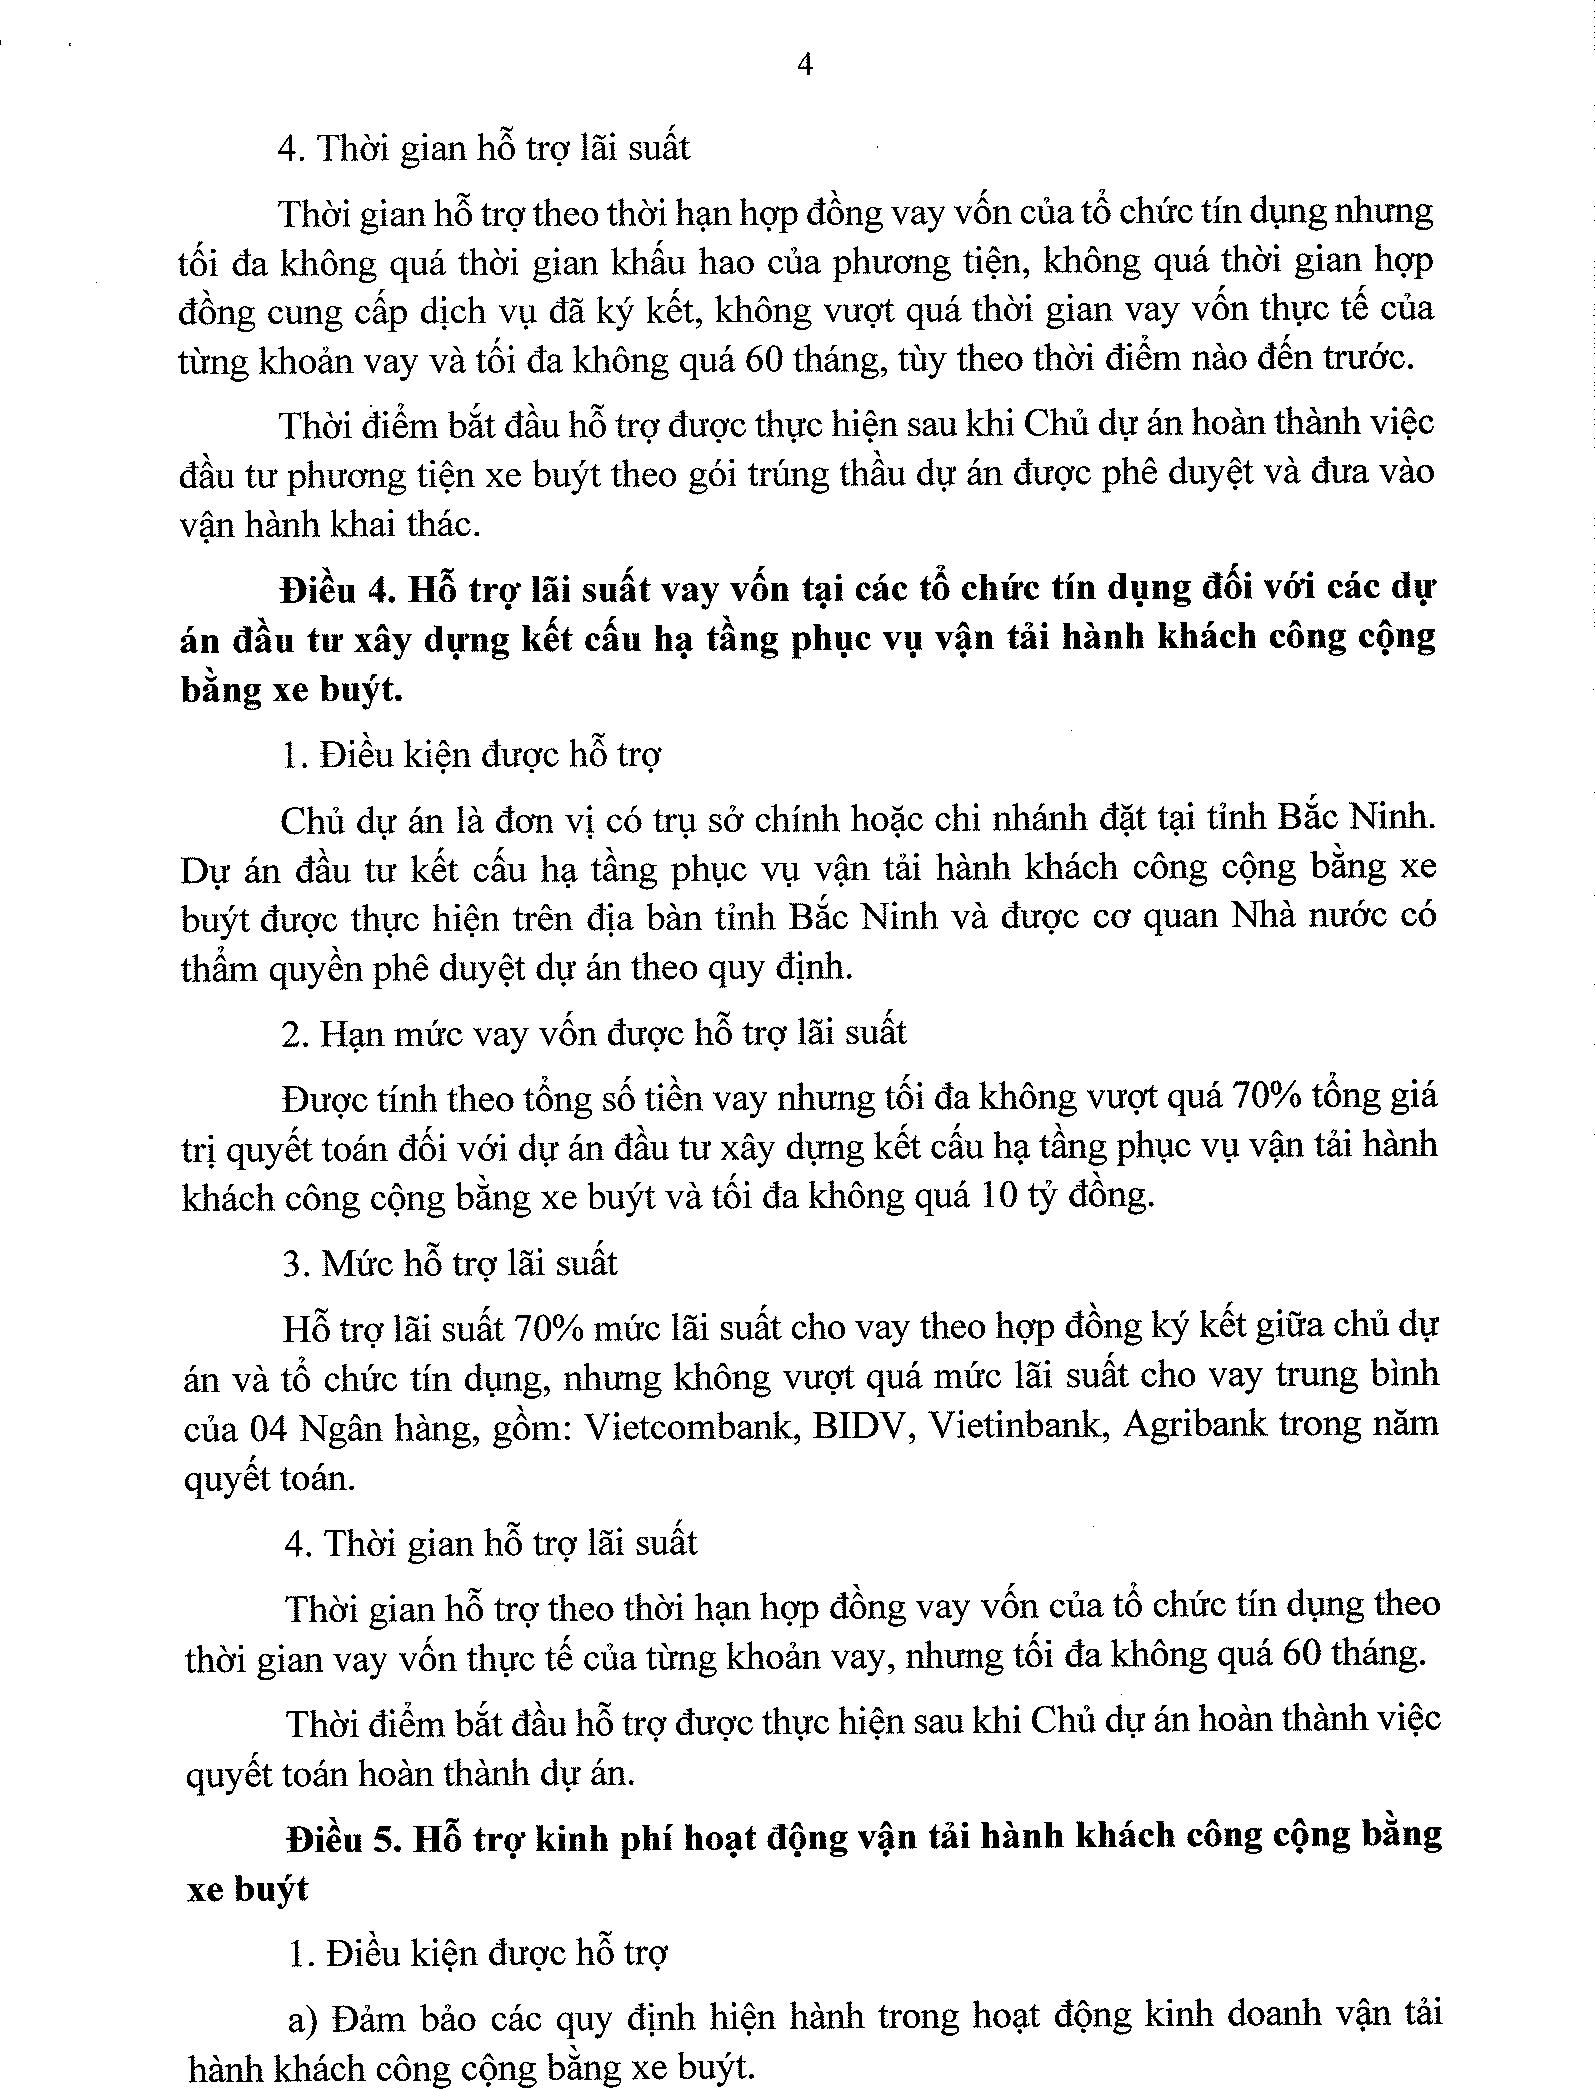 4
4. Thời gian hỗ trợ lãi suất
Thời gian hỗ trợ theo thời hạn hợp đồng vay vốn của tổ chức tín dụng nhưng
tối đa không quá thời gian khấu hao của phương tiện, không quá thời gian hợp
đồng cung cấp dịch vụ đã ký kết, không vượt quá thời gian vay vốn thực tế của
từng khoản vay và tối đa không quá 60 tháng, tùy theo thời điểm nào đến trước.
Thời điểm bắt đầu hỗ trợ được thực hiện sau khi Chủ dự án hoàn thành việc
đầu tư phương tiện xe buýt theo gói trúng thầu dự án được phê duyệt và đưa vào
vận hành khai thác.
Điều 4. Hỗ trợ lãi suất vay vốn tại các tổ chức tín dụng đối với các dự
án đầu tư xây dựng kết cấu hạ tầng phục vụ vận tải hành khách công cộng
bằng xe buýt.
1. Điều kiện được hỗ trợ
Chủ dự án là đơn vị có trụ sở chính hoặc chi nhánh đặt tại tỉnh Bắc Ninh.
Dự án đầu tư kết cấu hạ tầng phục vụ vận tải hành khách công cộng bằng xe
buýt được thực hiện trên địa bàn tỉnh Bắc Ninh và được cơ quan Nhà nước có
thẩm quyền phê duyệt dự án theo quy định.
2. Hạn mức vay vốn được hỗ trợ lãi suất
Được tính theo tổng số tiền vay nhưng tối đa không vượt quá 70% tổng giá
trị quyết toán đối với dự án đầu tư xây dựng kết cấu hạ tầng phục vụ vận tải hành
khách công cộng bằng xe buýt và tối đa không quá 10 tỷ đồng.
3. Mức hỗ trợ lãi suất
Hỗ trợ lãi suất 70% mức lãi suất cho vay theo hợp đồng ký kết giữa chủ dự
án và tổ chức tín dụng, nhưng không vượt quá mức lãi suất cho vay trung bình
của 04 Ngân hàng, gồm: Vietcombank, BIDV, Vietinbank, Agribank trong năm
quyết toán.
4. Thời gian hỗ trợ lãi suất
Thời gian hỗ trợ theo thời hạn hợp đồng vay vốn của tổ chức tín dụng theo
thời gian vay vốn thực tế của từng khoản vay, nhưng tối đa không quá 60 tháng.
Thời điểm bắt đầu hỗ trợ được thực hiện sau khi Chủ dự án hoàn thành việc
quyết toán hoàn thành dự án.
Điều 5. Hỗ trợ kinh phí hoạt động vận tải hành khách công cộng bằng
xe buýt
1. Điều kiện được hỗ trợ
a) Đảm bảo các quy định hiện hành trong hoạt động kinh doanh vận tải
hành khách công cộng bằng xe buýt.